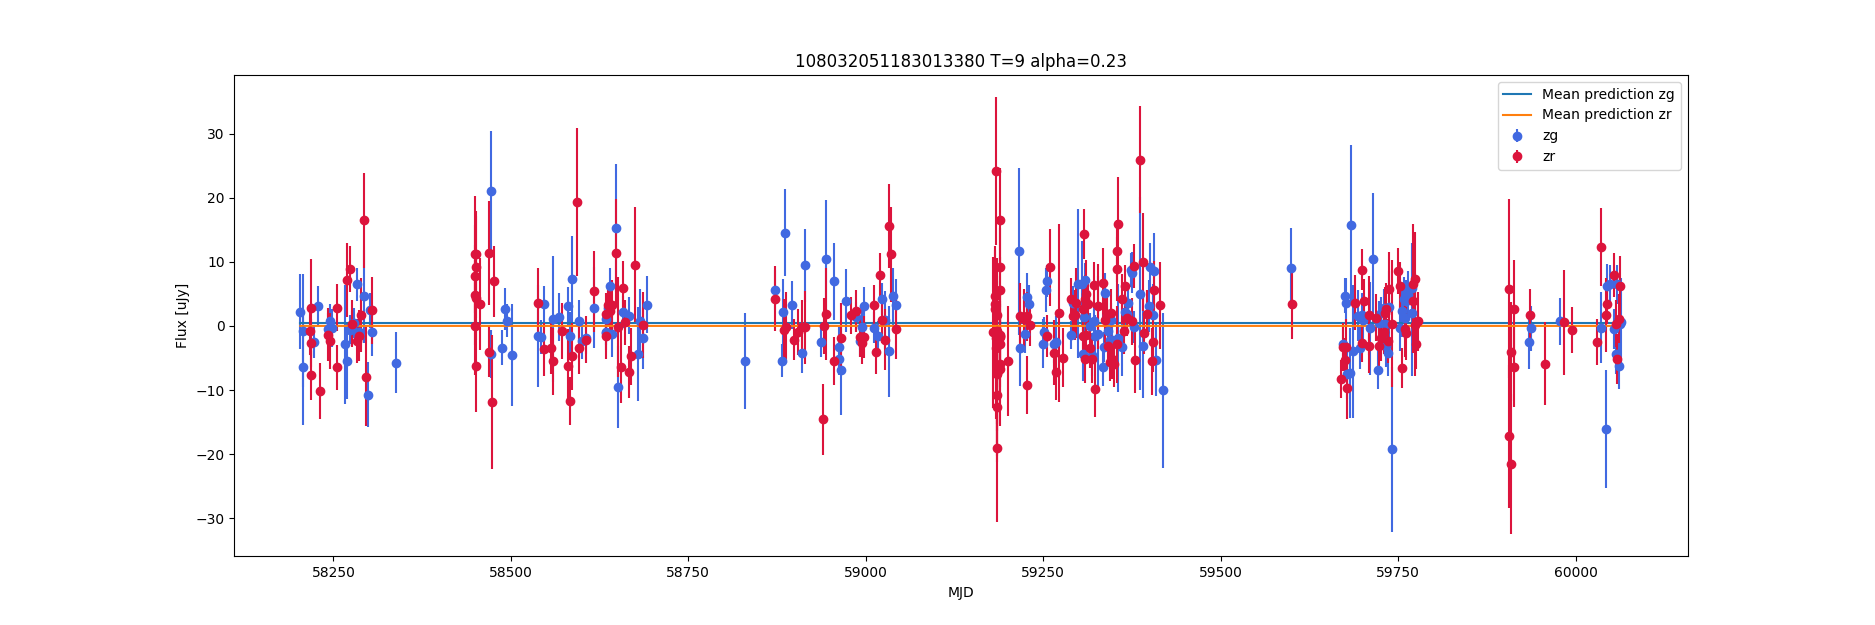 108032051183013380 T=9 alpha=0.23
Mean prediction zg
Mean prediction zr
zg
zr
Flux [uJy]
30
20
10
0
−10
−20
−30
58250 58500 58750 59000 59250 59500 59750 60000
MJD